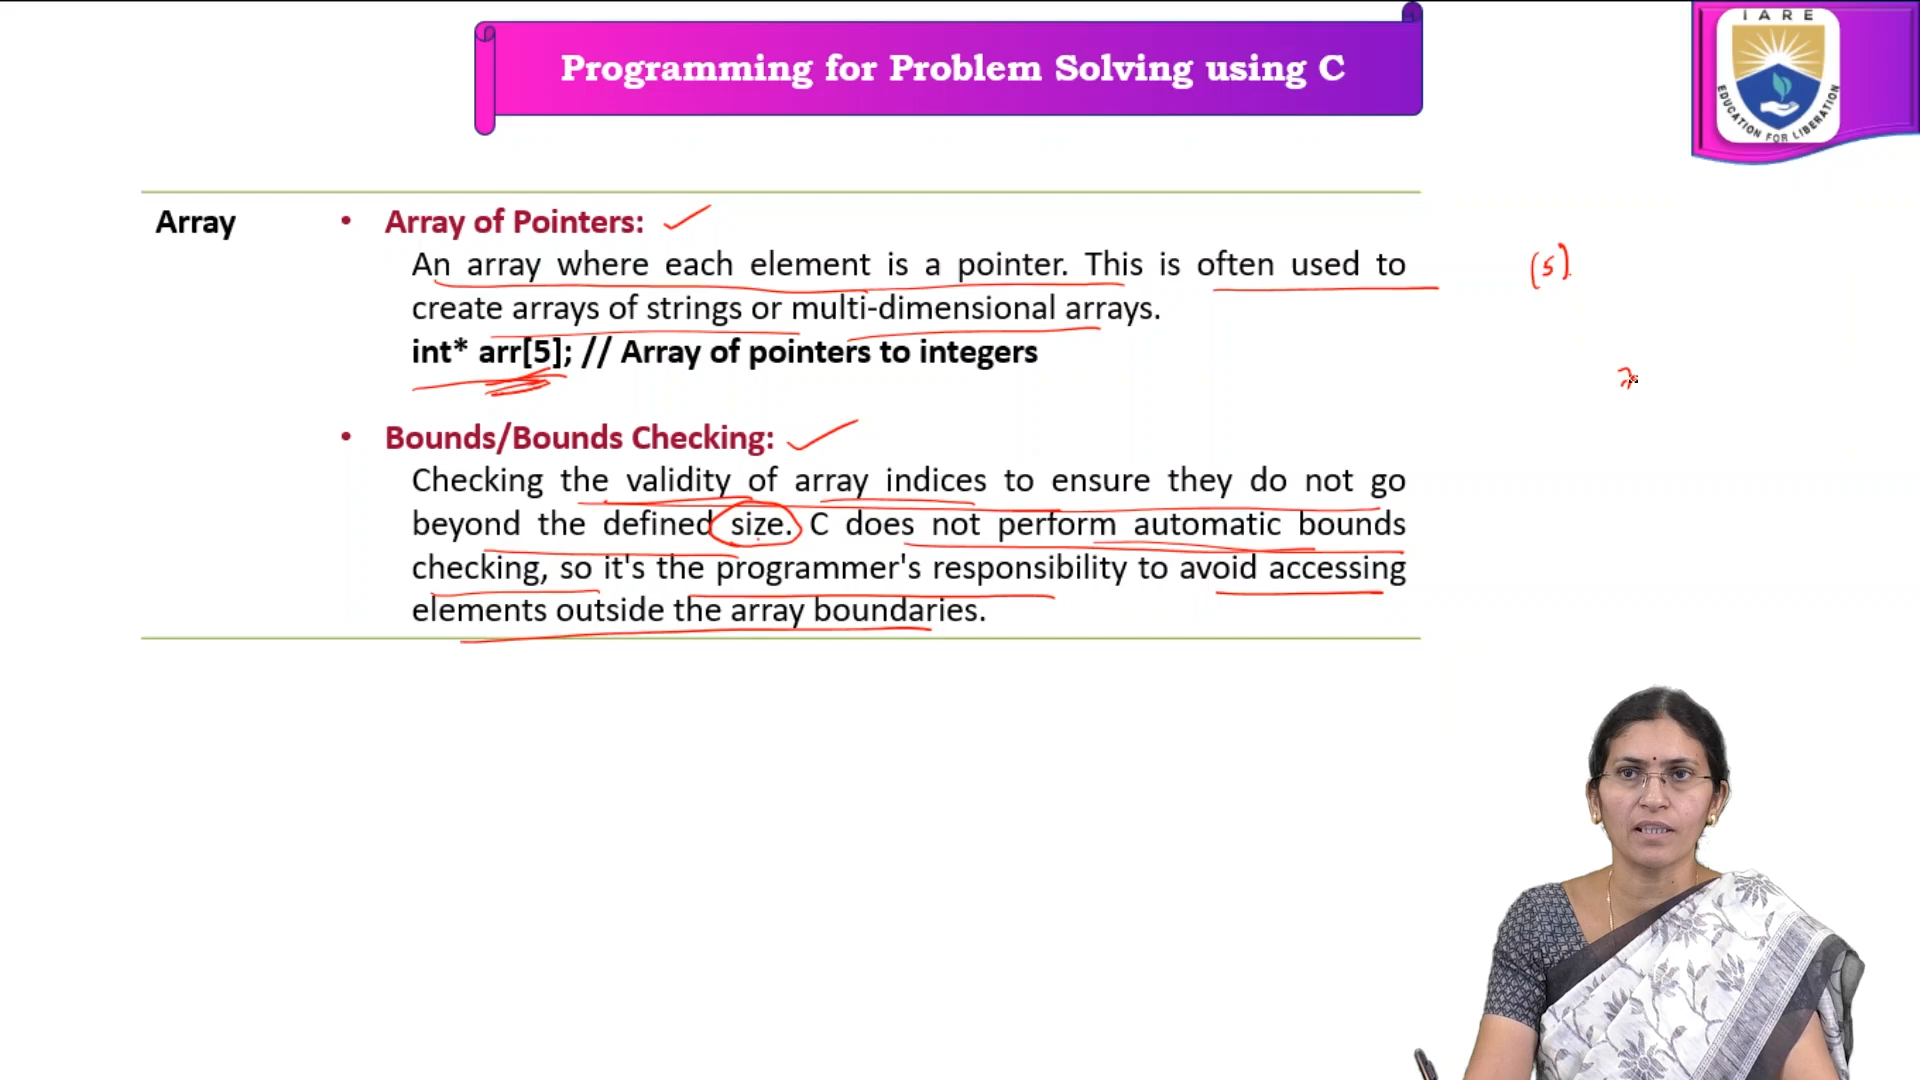 IARE
EDUCATION FOR LIBERATION
Programming for Problem Solving using C
Array
• Array of Pointers:
An array where each element is a pointer. This is often used to
create arrays of strings or multi-dimensional arrays.
int* arr[5]; // Array of pointers to integers
(5).
• Bounds/Bounds Checking:
Checking the validity of array indices to ensure they do not go
beyond the defined size. C does not perform automatic bounds
checking, so it's the programmer's responsibility to avoid accessing
elements outside the array boundaries.